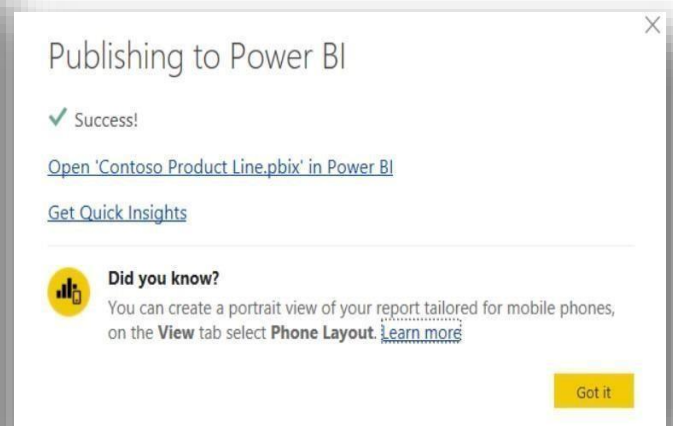 Publishing to Power BI
Success!
Open 'Contoso Product Line.pbix' in Power BI
Get Quick Insights
Did you know?
You can create a portrait view of your report tailored for mobile phones,
on the View tab select Phone Layout. Learn more
Got it